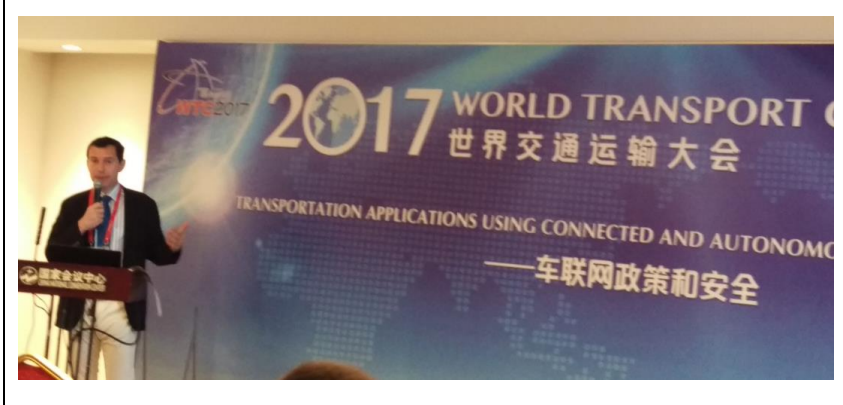 WTC2017
2017 WORLD TRANSPORT
世界交通运输大会
TRANSPORTATION APPLICATIONS USING CONNECTED AND AUTONOMO
——车联网政策和安全
国家会议中心